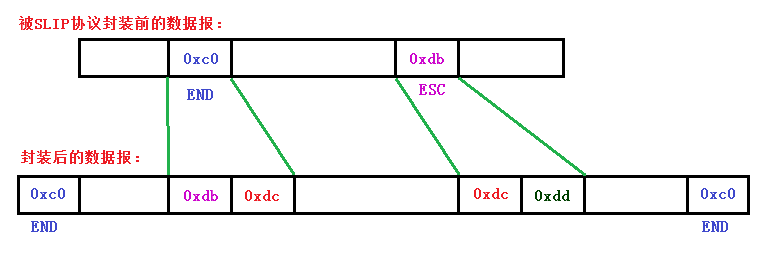 被SLIP协议封装前的数据报：
0xc0 0xdb
END ESC
封装后的数据报：
0xc0 0xdb 0xdc 0xdc 0xdd 0xc0
END END